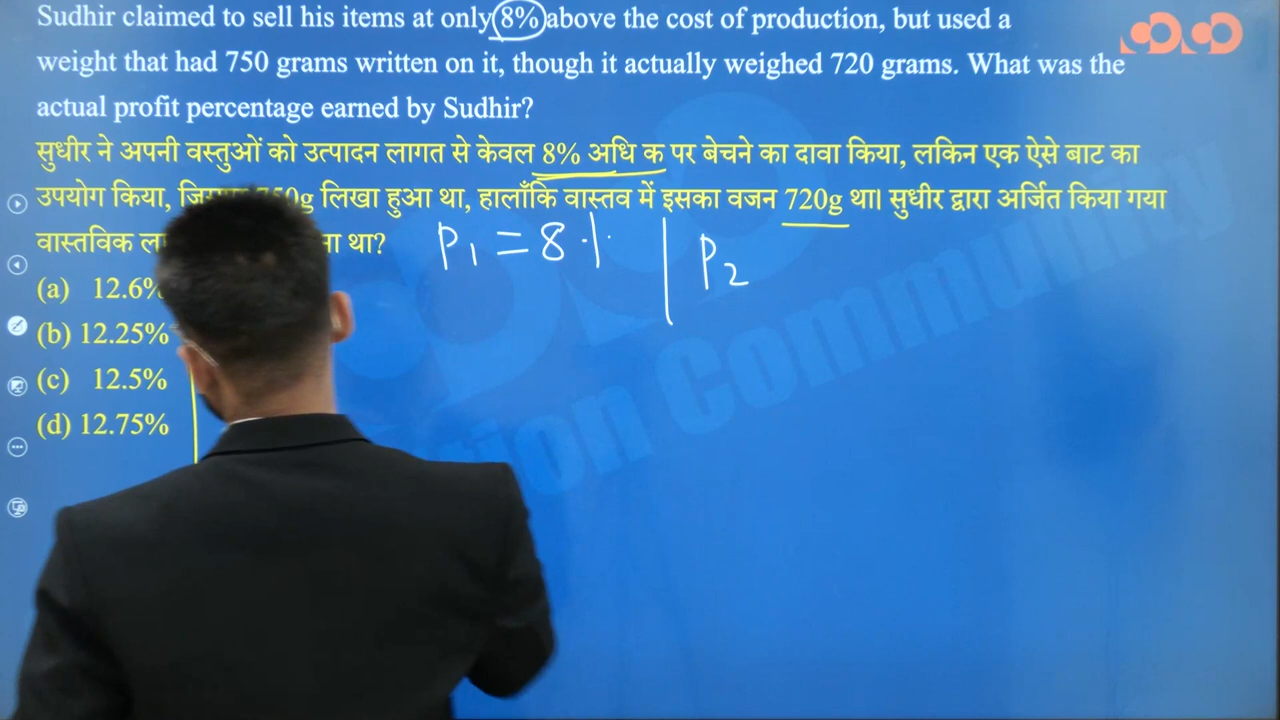 Sudhir claimed to sell his items at only 8% above the cost of production, but used a
weight that had 750 grams written on it, though it actually weighed 720 grams. What was the
actual profit percentage earned by Sudhir?
सुधीर ने अपनी वस्तुओं को उत्पादन लागत से केवल 8% अधि क पर बेचने का दावा किया, लकिन एक ऐसे बाट का
उपयोग किया, लिखा हुआ था, हालाँकि वास्तव में इसका वजन 720g था। सुधीर द्वारा अर्जित किया गया
वास्तविक था?
P₁ = 8% | P₂
(a) 12.6%
(b) 12.25%
(c) 12.5%
(d) 12.75%
tion Community